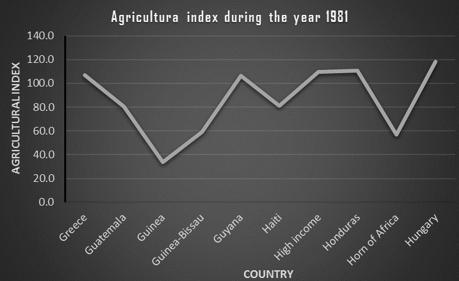 Agricultura index during the year 1981
AGRICULTURAL INDEX
140.0
120.0
100.0
80.0
60.0
40.0
20.0
0.0
Greece
Guatemala
Guinea
Guinea-Bissau
Guyana
Haiti
High income
Honduras
Horn of Africa
Hungary
COUNTRY